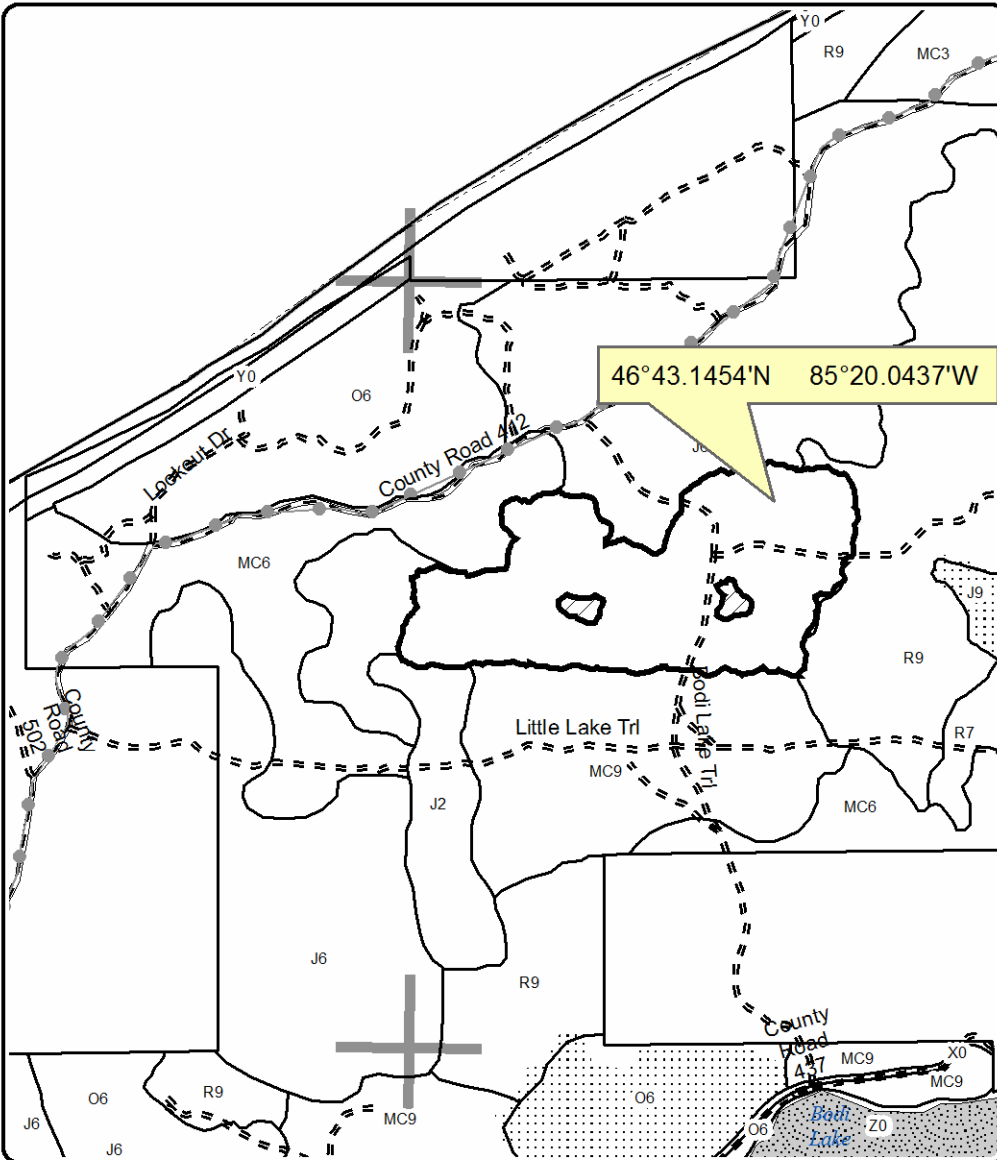 Y0
R9
MC3
Y0
O6
46°43.1454'N 85°20.0437'W
Lookout Dr
County Road 412
MC6
J9
R9
County
Road
502
Little Lake Trl
Bodi Lake Trl
R7
MC9
J2
MC6
J6
R9
County
Road
437
MC9
X0
MC9
J6
O6
R9
MC9
O6
O6
Bodi
Lake
Z0
J6